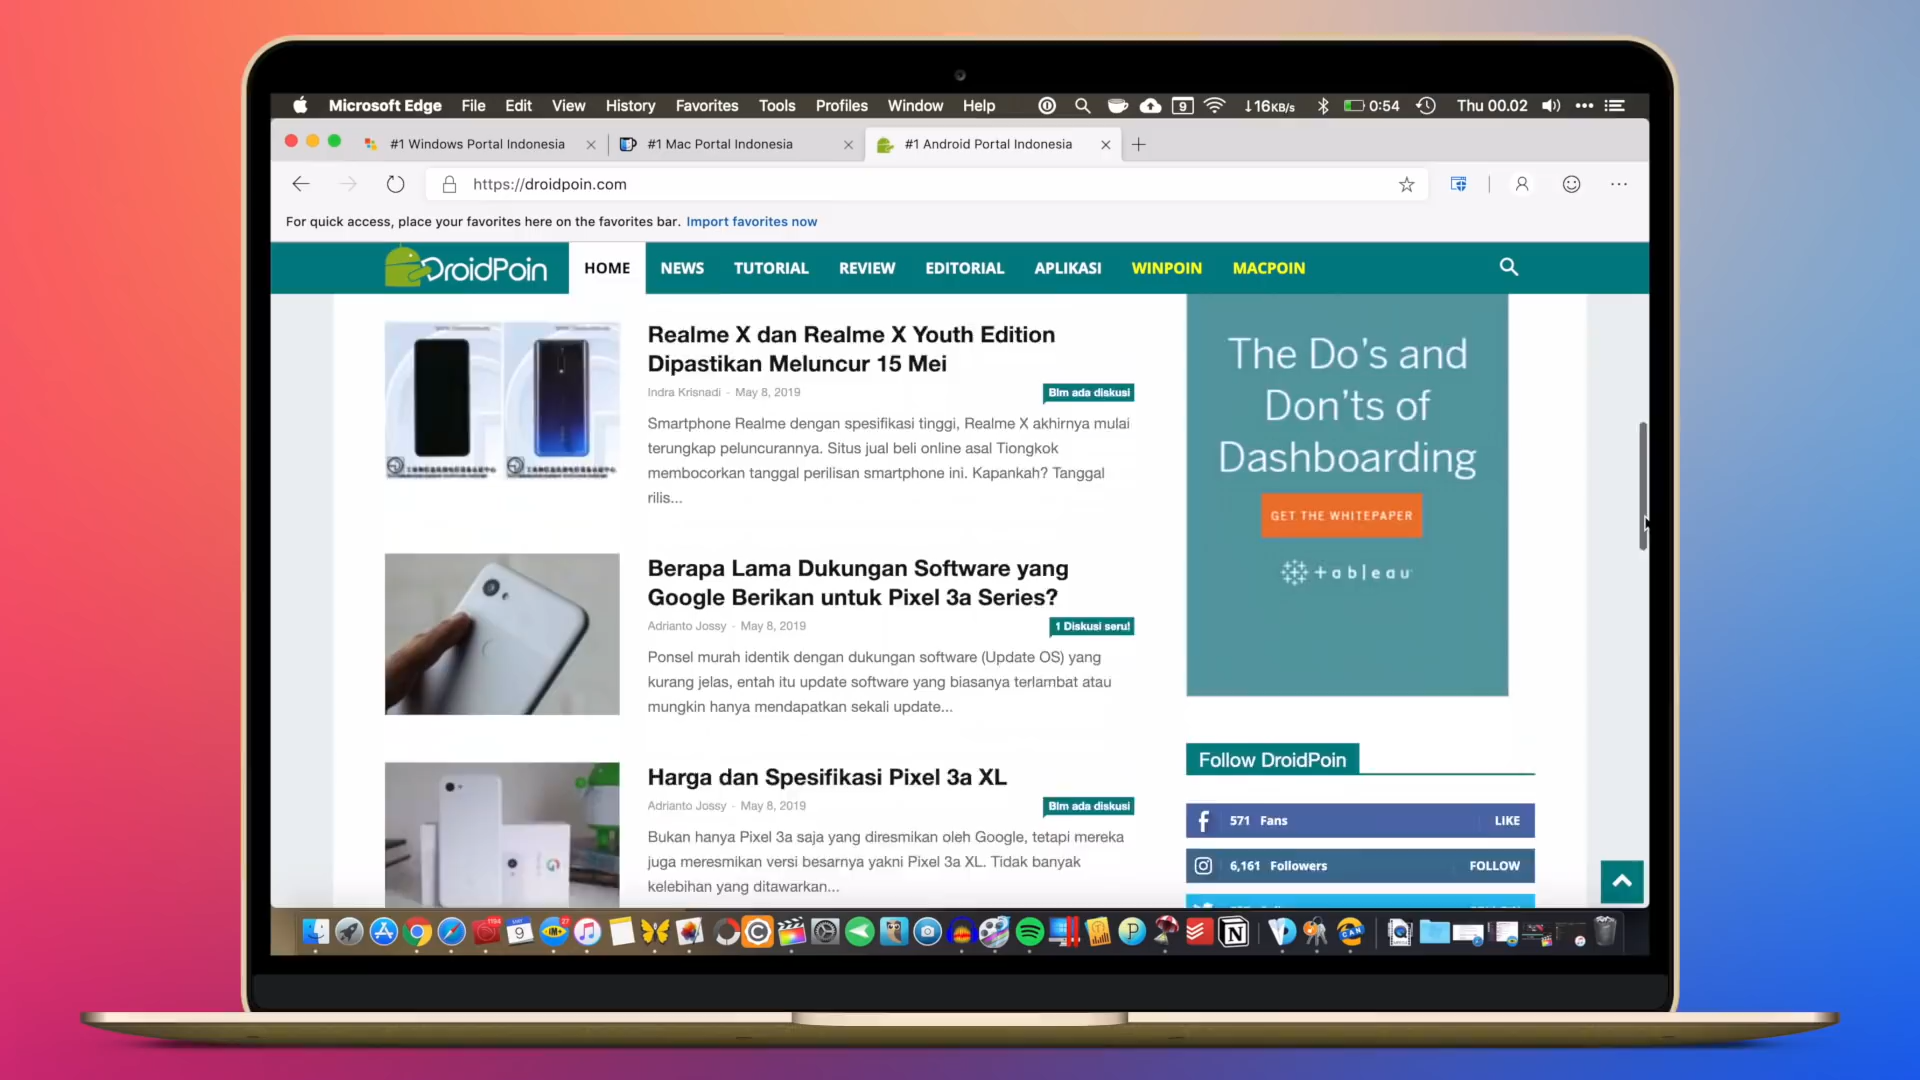 Microsoft Edge File Edit View History Favorites Tools Profiles Window Help 9 ↓16KB/s 0:54 Thu 00.02
#1 Windows Portal Indonesia
#1 Mac Portal Indonesia
#1 Android Portal Indonesia
https://droidpoin.com
For quick access, place your favorites here on the favorites bar. Import favorites now
DroidPoin
HOME NEWS TUTORIAL REVIEW EDITORIAL APLIKASI WINPOIN MACPOIN
Realme X dan Realme X Youth Edition
Dipastikan Meluncur 15 Mei
Indra Krisnadi - May 8, 2019
Blm ada diskusi
Smartphone Realme dengan spesifikasi tinggi, Realme X akhirnya mulai
terungkap peluncurannya. Situs jual beli online asal Tiongkok
membocorkan tanggal perilisan smartphone ini. Kapankah? Tanggal
rilis...
Berapa Lama Dukungan Software yang
Google Berikan untuk Pixel 3a Series?
Adrianto Jossy - May 8, 2019
1 Diskusi seru!
Ponsel murah identik dengan dukungan software (Update OS) yang
kurang jelas, entah itu update software yang biasanya terlambat atau
mungkin hanya mendapatkan sekali update...
Harga dan Spesifikasi Pixel 3a XL
Adrianto Jossy - May 8, 2019
Blm ada diskusi
Bukan hanya Pixel 3a saja yang diresmikan oleh Google, tetapi mereka
juga meresmikan versi besarnya yakni Pixel 3a XL. Tidak banyak
kelebihan yang ditawarkan...
The Do's and
Don'ts of
Dashboarding
GET THE WHITEPAPER
+ a b l e a u
Follow DroidPoin
571 Fans LIKE
6,161 Followers FOLLOW
9